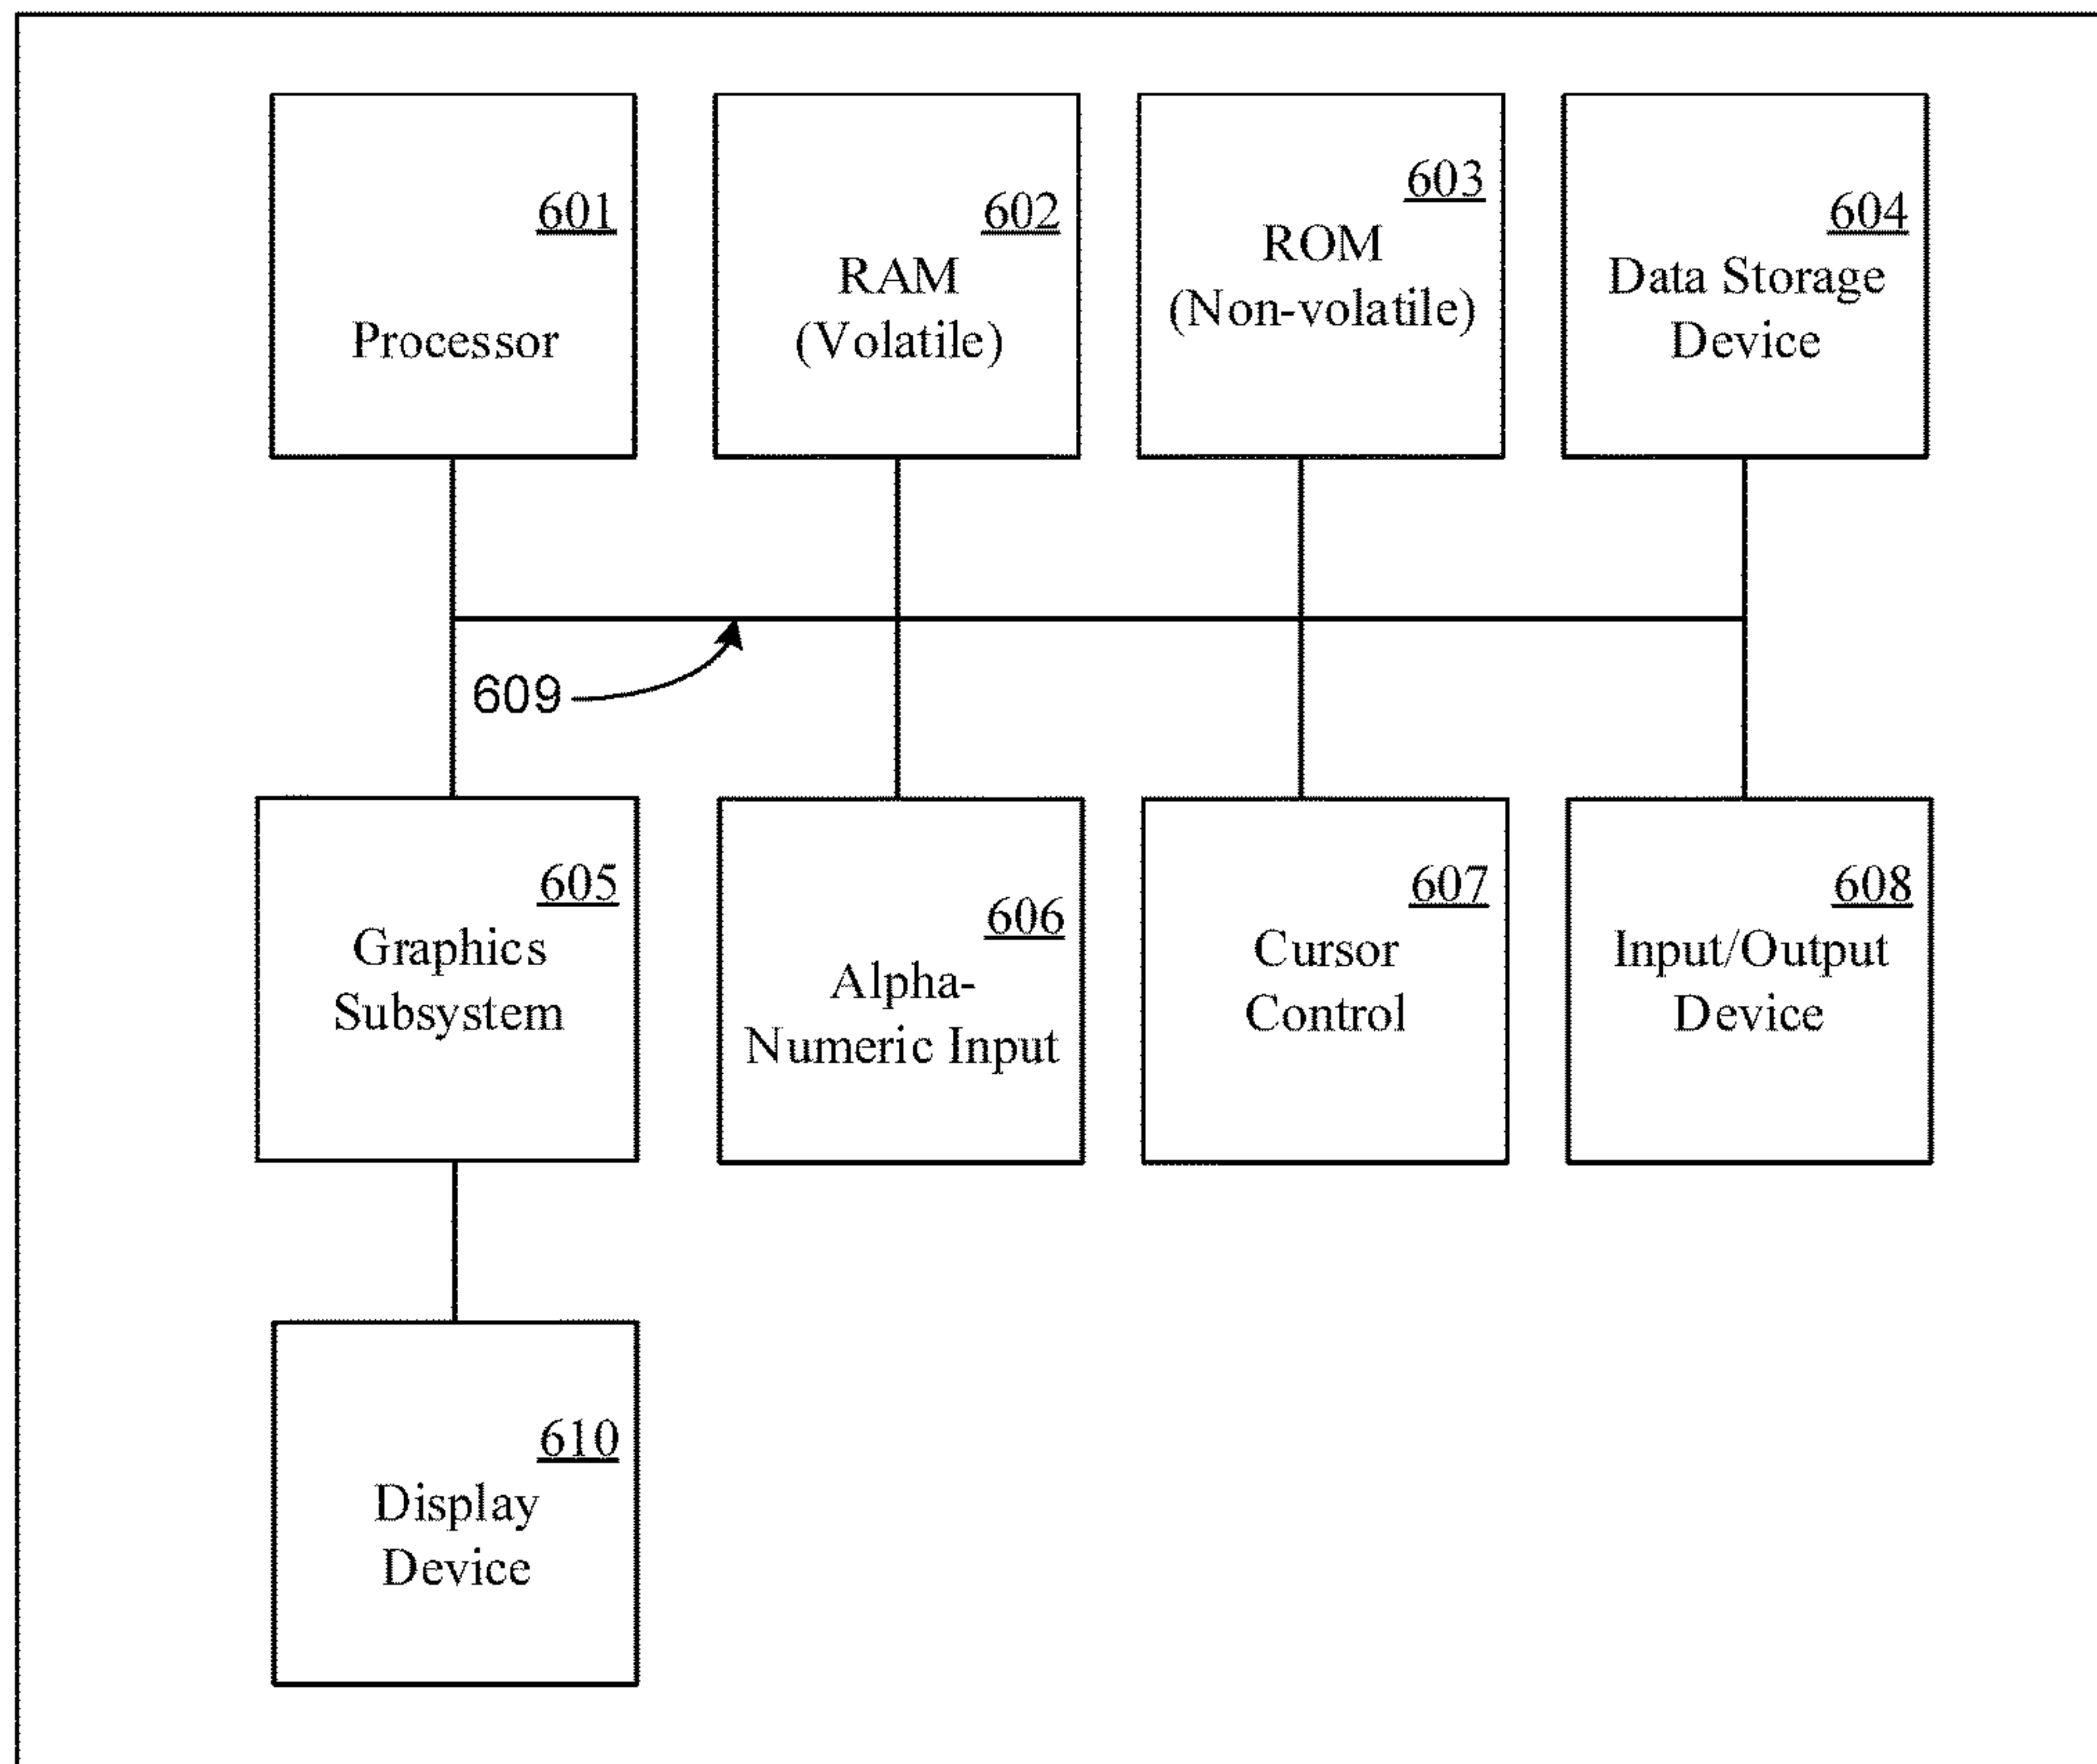 601
Processor
602
RAM
(Volatile)
603
ROM
(Non-volatile)
604
Data Storage
Device
609
605
Graphics
Subsystem
606
Alpha-
Numeric Input
607
Cursor
Control
608
Input/Output
Device
610
Display
Device